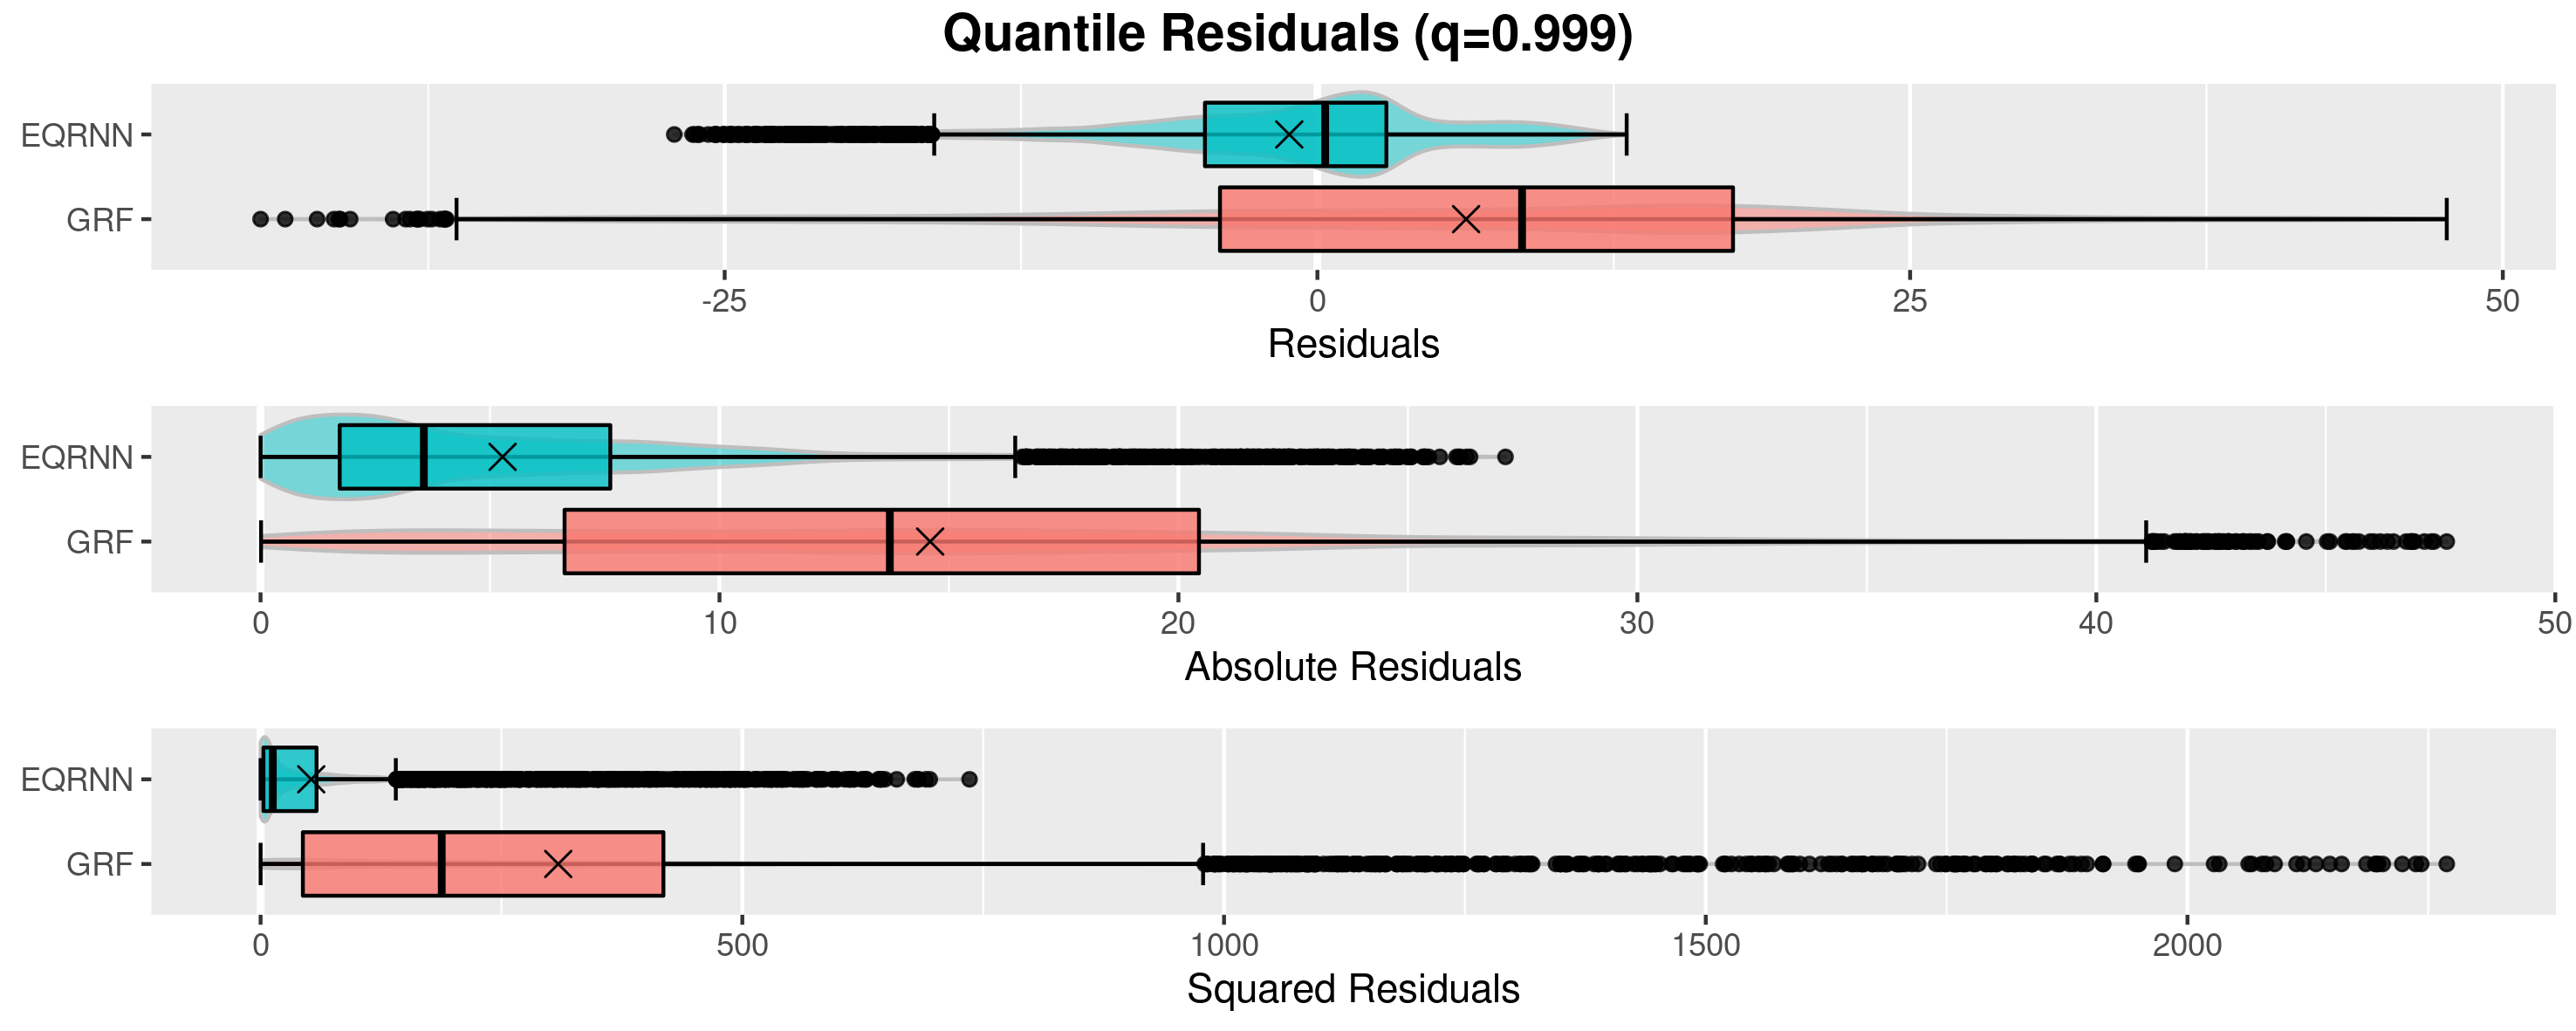 Quantile Residuals (q=0.999)
EQRNN
GRF
-25 0 25 50
Residuals
EQRNN
GRF
0 10 20 30 40 50
Absolute Residuals
EQRNN
GRF
0 500 1000 1500 2000
Squared Residuals